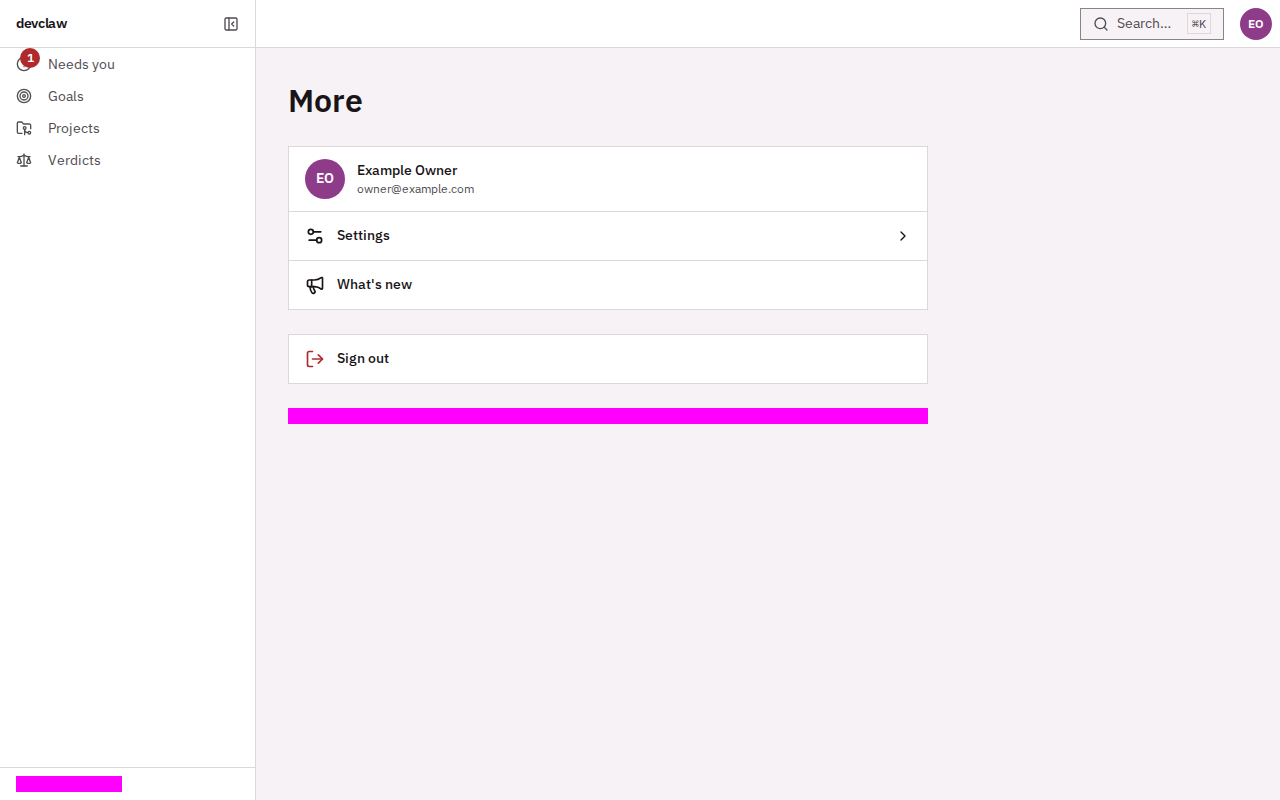 devclaw
Search... ⌘K
EO
1
Needs you
Goals
Projects
Verdicts
More
EO
Example Owner
owner@example.com
Settings
What's new
Sign out